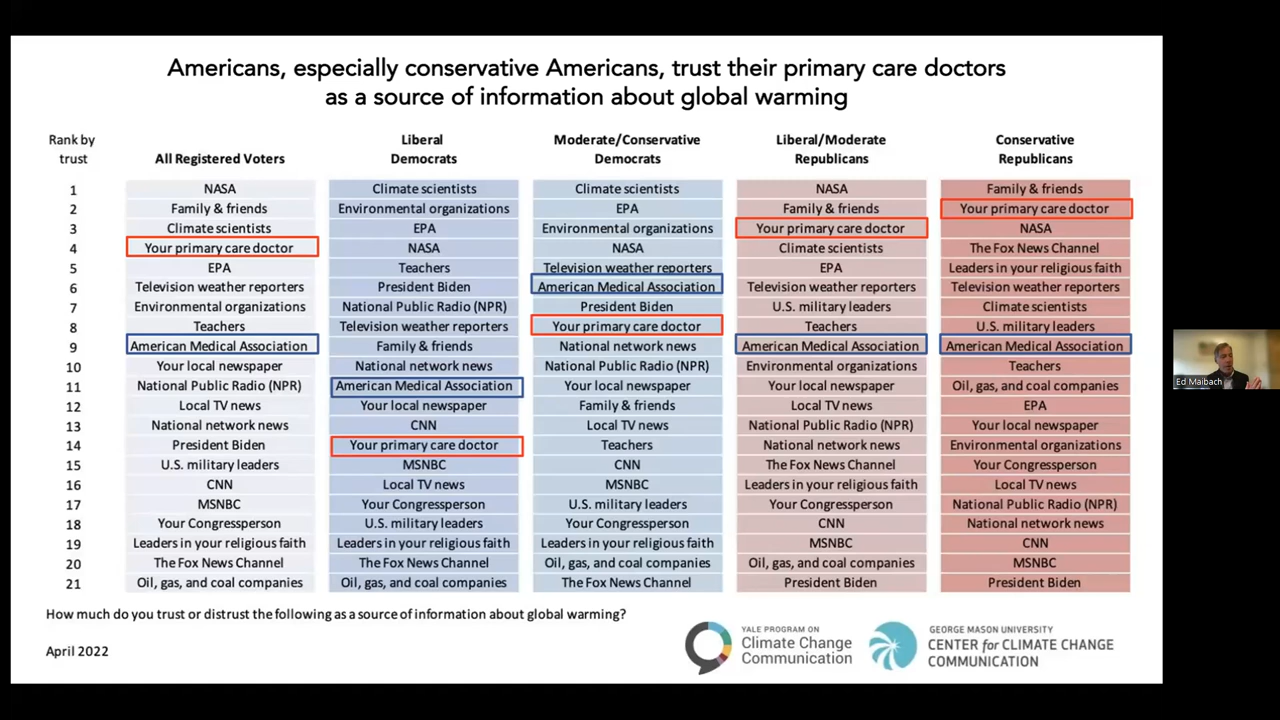 Americans, especially conservative Americans, trust their primary care doctors
as a source of information about global warming
Rank by trust | All Registered Voters | Liberal Democrats | Moderate/Conservative Democrats | Liberal/Moderate Republicans | Conservative Republicans
1 | NASA | Climate scientists | Climate scientists | NASA | Family & friends
2 | Family & friends | Environmental organizations | EPA | Family & friends | Your primary care doctor
3 | Climate scientists | EPA | Environmental organizations | Your primary care doctor | NASA
4 | Your primary care doctor | NASA | NASA | Climate scientists | The Fox News Channel
5 | EPA | Teachers | Television weather reporters | EPA | Leaders in your religious faith
6 | Television weather reporters | President Biden | American Medical Association | Television weather reporters | Television weather reporters
7 | Environmental organizations | National Public Radio (NPR) | President Biden | U.S. military leaders | Climate scientists
8 | Teachers | Television weather reporters | Your primary care doctor | Teachers | U.S. military leaders
9 | American Medical Association | Family & friends | National network news | American Medical Association | American Medical Association
10 | Your local newspaper | National network news | National Public Radio (NPR) | Environmental organizations | Teachers
11 | National Public Radio (NPR) | American Medical Association | Your local newspaper | Your local newspaper | Oil, gas, and coal companies
12 | Local TV news | Your local newspaper | Family & friends | Local TV news | EPA
13 | National network news | CNN | Local TV news | National Public Radio (NPR) | Your local newspaper
14 | President Biden | Your primary care doctor | Teachers | National network news | Environmental organizations
15 | U.S. military leaders | MSNBC | CNN | The Fox News Channel | Your Congressperson
16 | CNN | Local TV news | MSNBC | Leaders in your religious faith | Local TV news
17 | MSNBC | Your Congressperson | U.S. military leaders | Your Congressperson | National Public Radio (NPR)
18 | Your Congressperson | U.S. military leaders | Your Congressperson | CNN | National network news
19 | Leaders in your religious faith | Leaders in your religious faith | Leaders in your religious faith | MSNBC | CNN
20 | The Fox News Channel | The Fox News Channel | Oil, gas, and coal companies | Oil, gas, and coal companies | MSNBC
21 | Oil, gas, and coal companies | Oil, gas, and coal companies | The Fox News Channel | President Biden | President Biden
How much do you trust or distrust the following as a source of information about global warming?
April 2022
YALE PROGRAM ON
Climate Change
Communication
GEORGE MASON UNIVERSITY
CENTER for CLIMATE CHANGE
COMMUNICATION
Ed Maibach